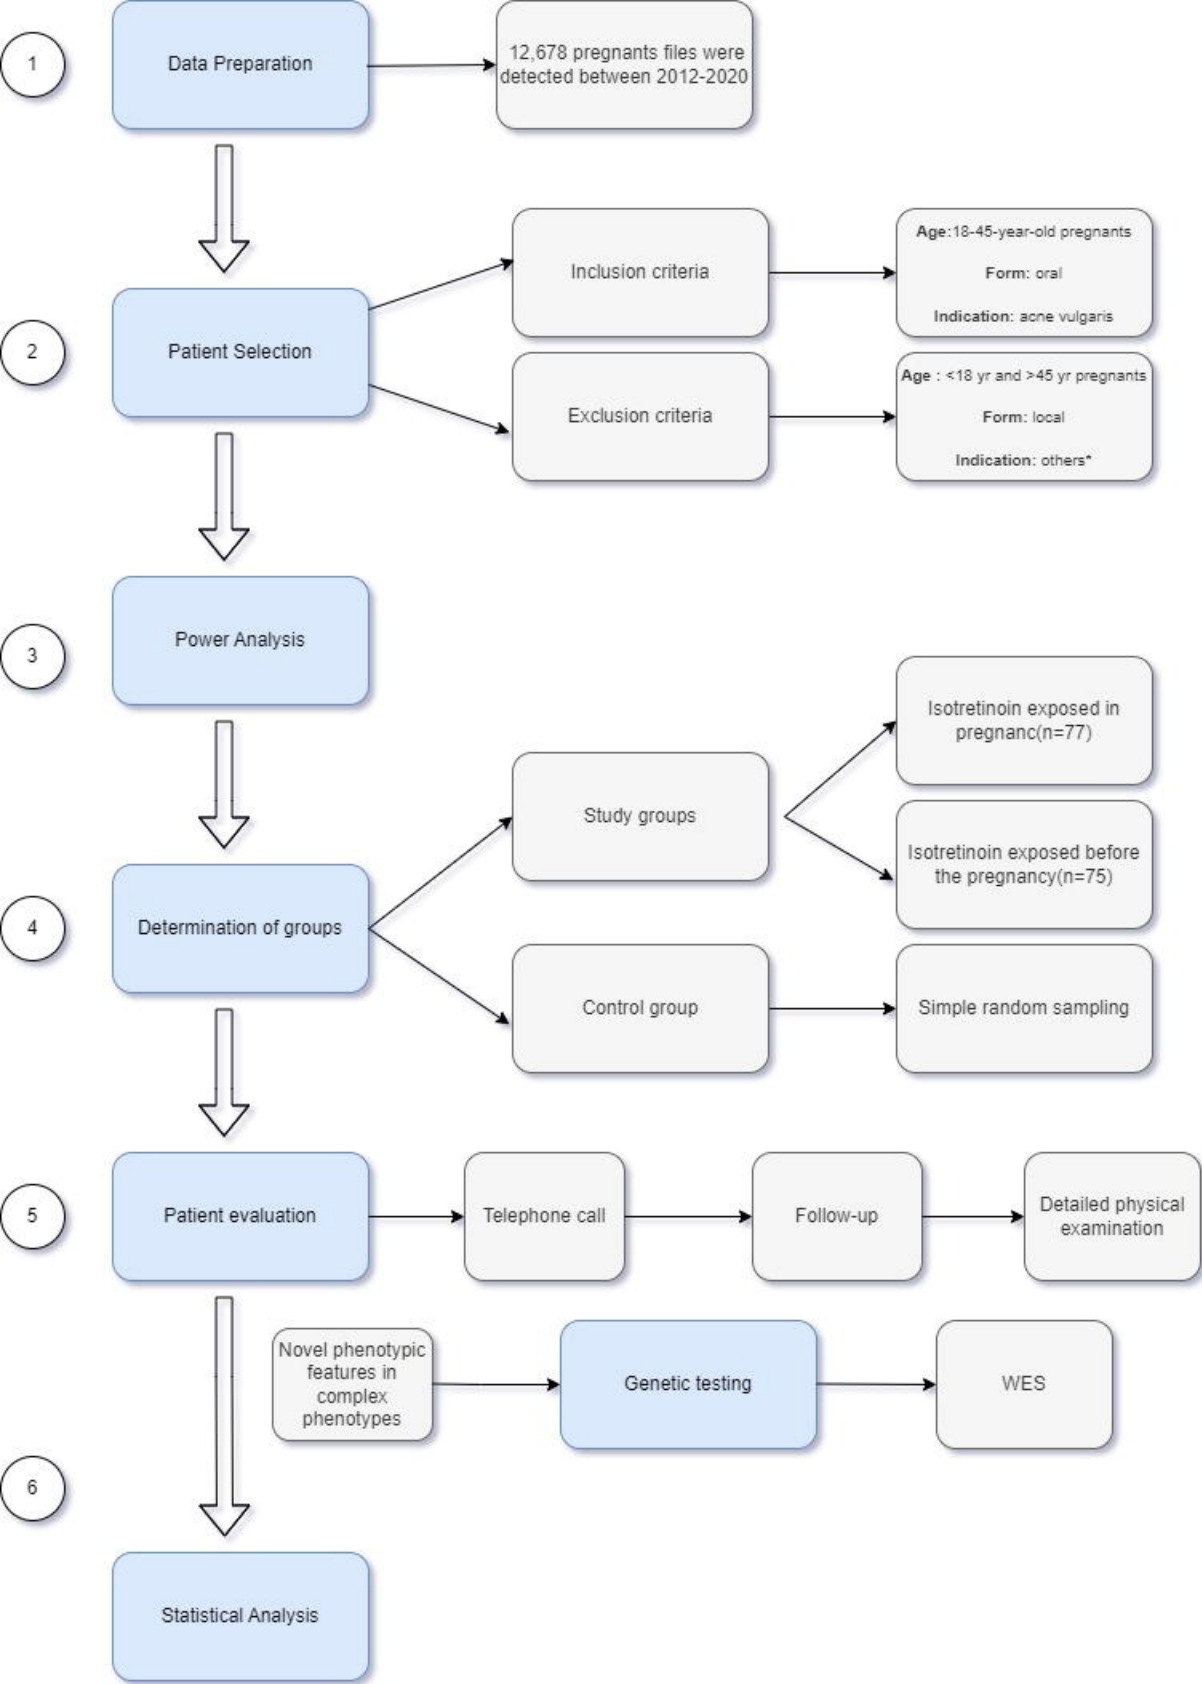 1
Data Preparation
12,678 pregnants files were
detected between 2012-2020
2
Patient Selection
Inclusion criteria
Age:18-45-year-old pregnants
Form: oral
Indication: acne vulgaris
Exclusion criteria
Age : <18 yr and >45 yr pregnants
Form: local
Indication: others*
3
Power Analysis
4
Determination of groups
Study groups
Isotretinoin exposed in
pregnanc(n=77)
Isotretinoin exposed before
the pregnancy(n=75)
Control group
Simple random sampling
5
Patient evaluation
Telephone call
Follow-up
Detailed physical
examination
Novel phenotypic
features in
complex
phenotypes
Genetic testing
WES
6
Statistical Analysis